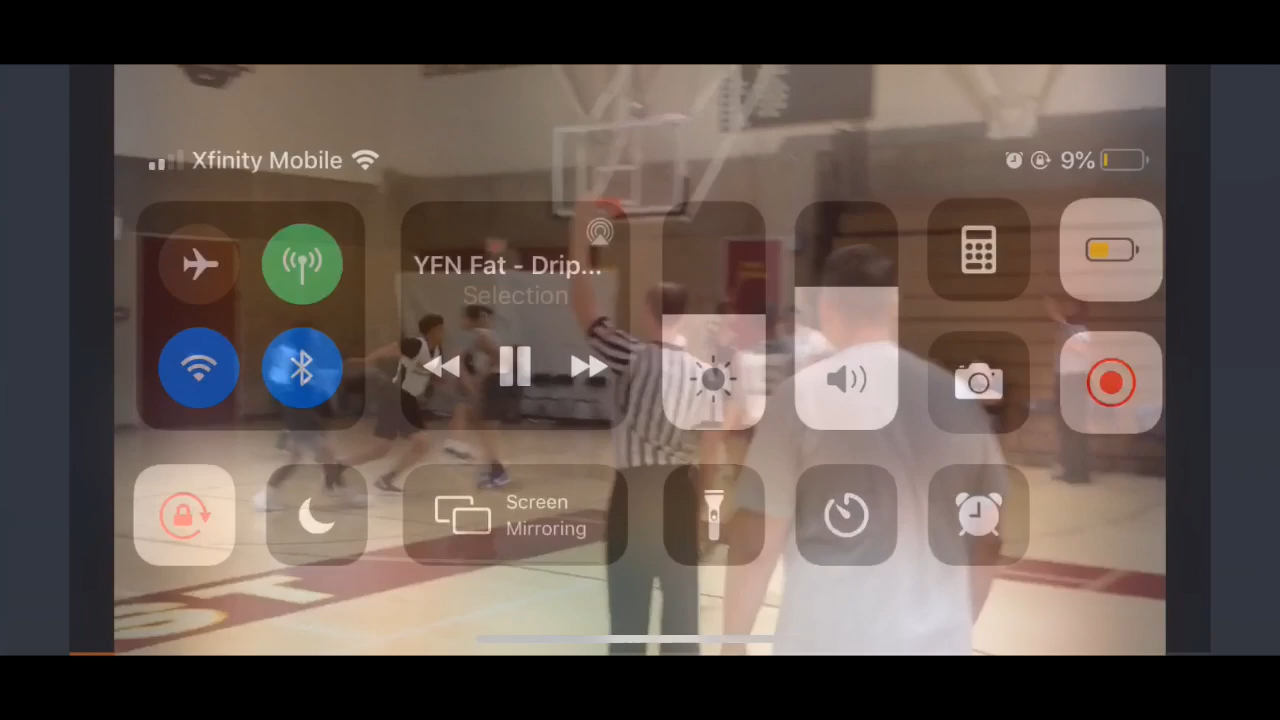 Xfinity Mobile
9%
YFN Fat - Drip...
Selection
Screen
Mirroring